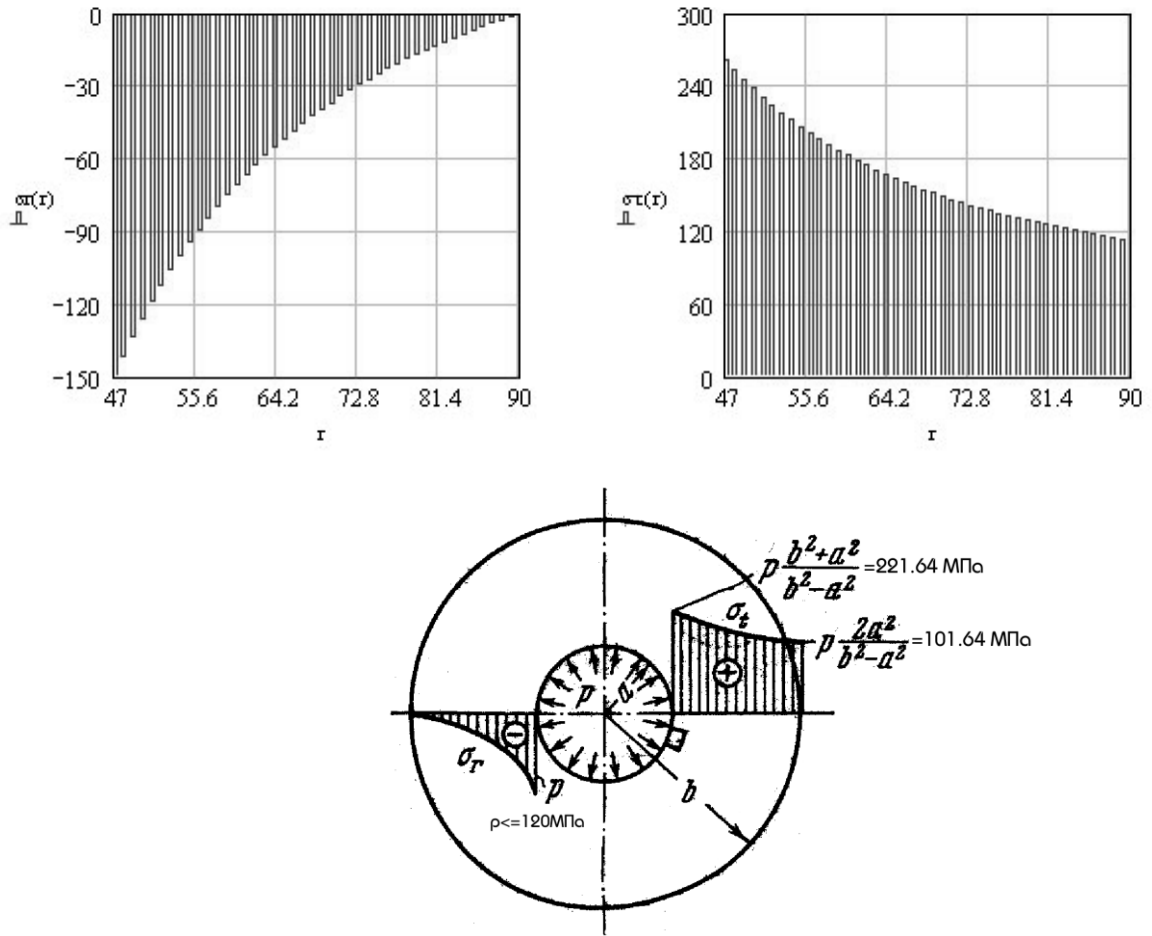 0
−30
−60
−90
−120
−150
σr(r)
47 55.6 64.2 72.8 81.4 90
r
300
240
180
120
60
0
στ(r)
47 55.6 64.2 72.8 81.4 90
r
p (b²+a²)/(b²−a²) =221.64 МПа
σt
p 2a²/(b²−a²) =101.64 МПа
+
p
a
−
σr
p
b
p<=120МПа